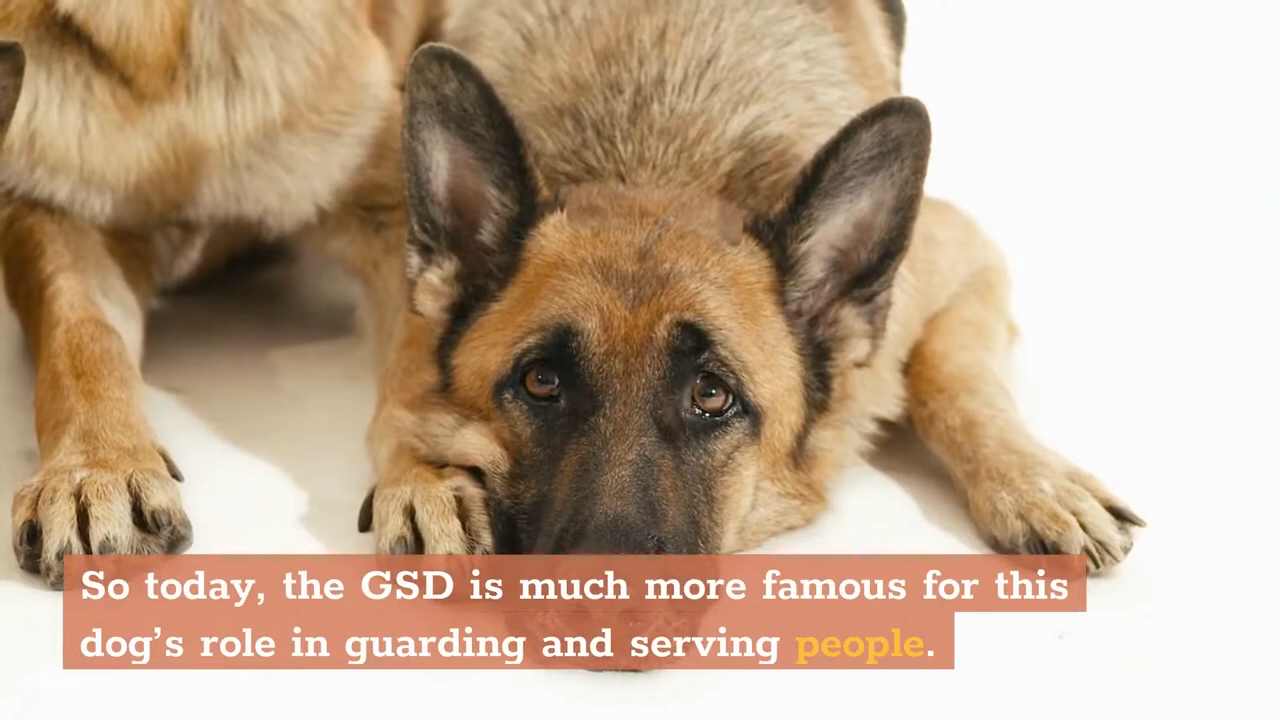 So today, the GSD is much more famous for this
dog's role in guarding and serving people.